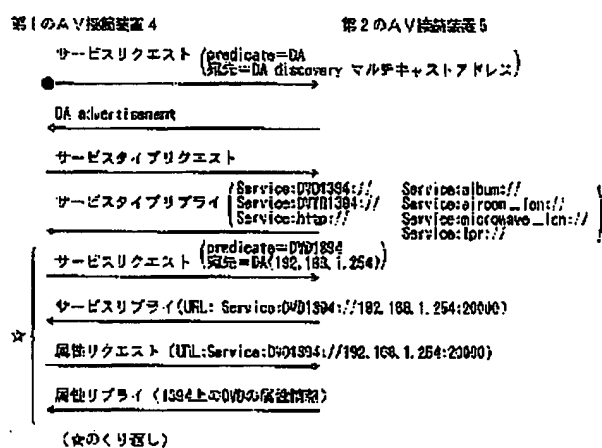 第1のAV接続装置4 第2のAV接続装置5
サービスリクエスト (predicate=DA
宛先=DA discovery マルチキャストアドレス)
DA advertisement
サービスタイプリクエスト
サービスタイプリプライ (Service:DVD1394:// Service:album://
Service:DVTD1394:// Service:airoom_lon://
Service:http:// Service:microwave_lcn://
Service:lpr://)
サービスリクエスト (predicate=DVD1394
宛先=DA(192.168.1.254))
サービスリプライ(URL: Service:DVD1394://192.168.1.254:20000)
☆
属性リクエスト (URL:Service:DVD1394://192.168.1.254:20000)
属性リプライ (1394上のDVDの属性情報)
(☆のくり返し)